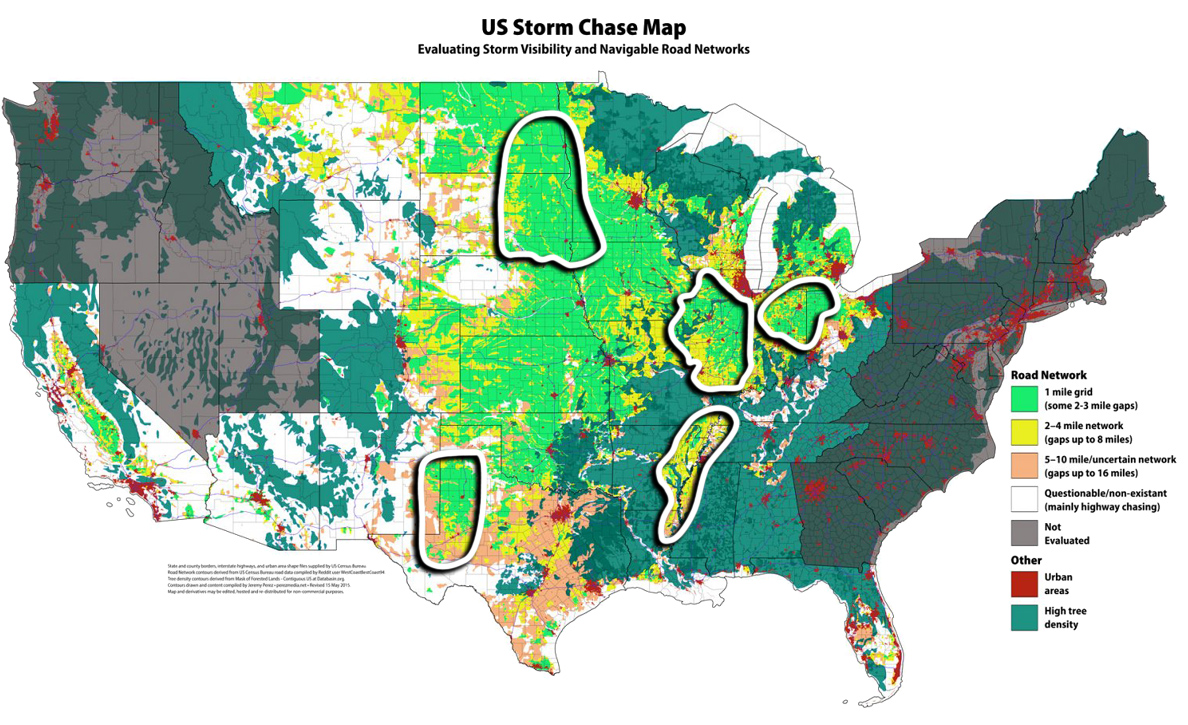 US Storm Chase Map
Evaluating Storm Visibility and Navigable Road Networks
Road Network
1 mile grid
(some 2-3 mile gaps)
2–4 mile network
(gaps up to 8 miles)
5–10 mile/uncertain network
(gaps up to 16 miles)
Questionable/non-existant
(mainly highway chasing)
Not
Evaluated
Other
Urban
areas
High tree
density
State and county borders, interstate highways, and urban area shape files supplied by US Census Bureau.
Road Network contours derived from US Census Bureau road data compiled by Reddit user WestCoastBestCoast94
Tree density contours derived from Mask of Forested Lands - Contiguous US at Databasin.org.
Contours drawn and content compiled by Jeremy Perez • perezmedia.net • Revised 15 May 2015.
Map and derivatives may be edited, hosted and re-distributed for non-commercial purposes.